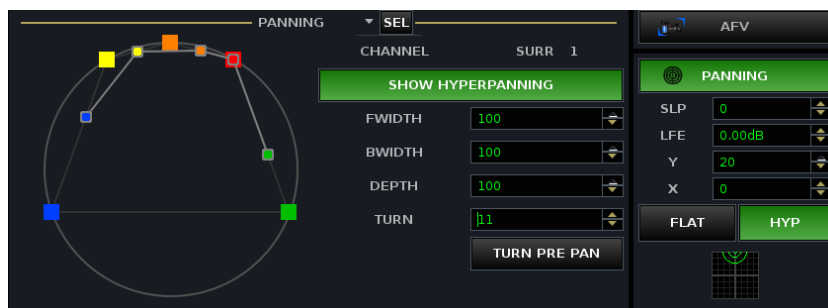 PANNING
SEL
CHANNEL SURR 1
SHOW HYPERPANNING
FWIDTH 100
BWIDTH 100
DEPTH 100
TURN 11
TURN PRE PAN
AFV
PANNING
SLP 0
LFE 0.00dB
Y 20
X 0
FLAT HYP